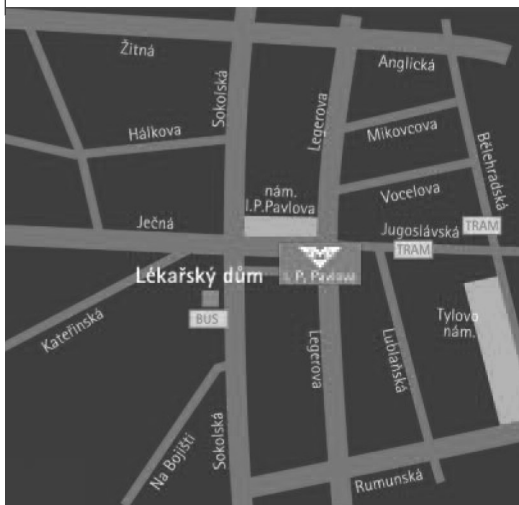 Žitná
Anglická
Sokolská
Legerova
Hálkova
Mikovcova
Bělehradská
Vocelova
nám.
I.P.Pavlova
Ječná
Jugoslávská
TRAM
TRAM
Lékařský dům
I. P. Pavlova
BUS
Kateřinská
Tylovo
nám.
Legerova
Lublaňská
Na Bojišti
Sokolská
Rumunská